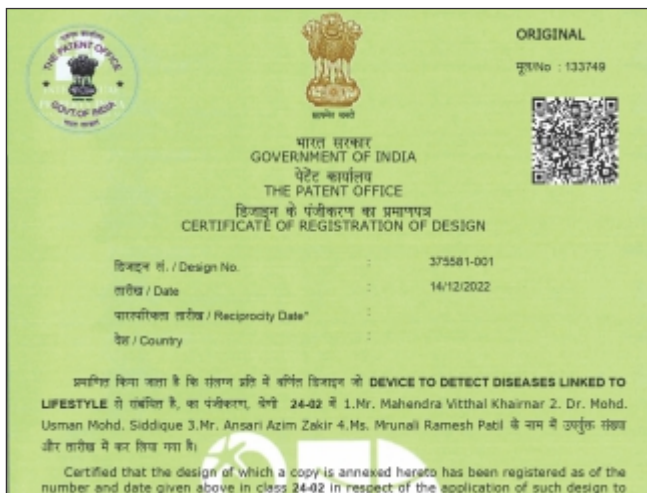 THE PATENT OFFICE
GOVT.OF INDIA
ORIGINAL
मूल/No : 133749
सत्यमेव जयते
भारत सरकार
GOVERNMENT OF INDIA
पेटेंट कार्यालय
THE PATENT OFFICE
डिजाइन के पंजीकरण का प्रमाणपत्र
CERTIFICATE OF REGISTRATION OF DESIGN
डिजाइन सं. / Design No. : 375581-001
तारीख / Date : 14/12/2022
पारस्परिकता तारीख / Reciprocity Date* :
देश / Country :
प्रमाणित किया जाता है कि संलग्न प्रति में वर्णित डिजाइन जो DEVICE TO DETECT DISEASES LINKED TO
LIFESTYLE से संबंधित है, का पंजीकरण, श्रेणी 24-02 में 1.Mr. Mahendra Vitthal Khairnar 2. Dr. Mohd.
Usman Mohd. Siddique 3.Mr. Ansari Azim Zakir 4.Ms. Mrunali Ramesh Patil के नाम में उपर्युक्त संख्या
और तारीख में कर लिया गया है।
Certified that the design of which a copy is annexed hereto has been registered as of the
number and date given above in class 24-02 in respect of the application of such design to